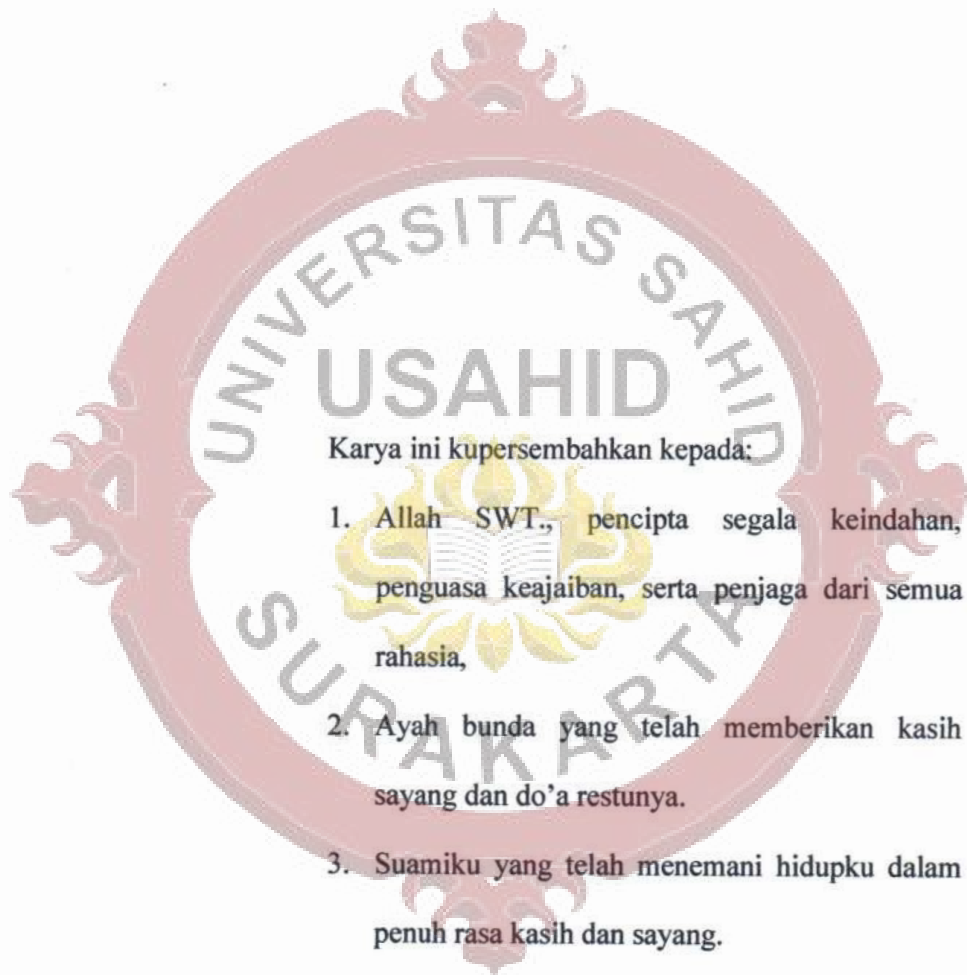 UNIVERSITAS SAHID
USAHID
Karya ini kupersembahkan kepada:
1. Allah SWT., pencipta segala keindahan,
penguasa keajaiban, serta penjaga dari semua
rahasia,
2. Ayah bunda yang telah memberikan kasih
sayang dan do'a restunya.
3. Suamiku yang telah menemani hidupku dalam
penuh rasa kasih dan sayang.
SURAKARTA